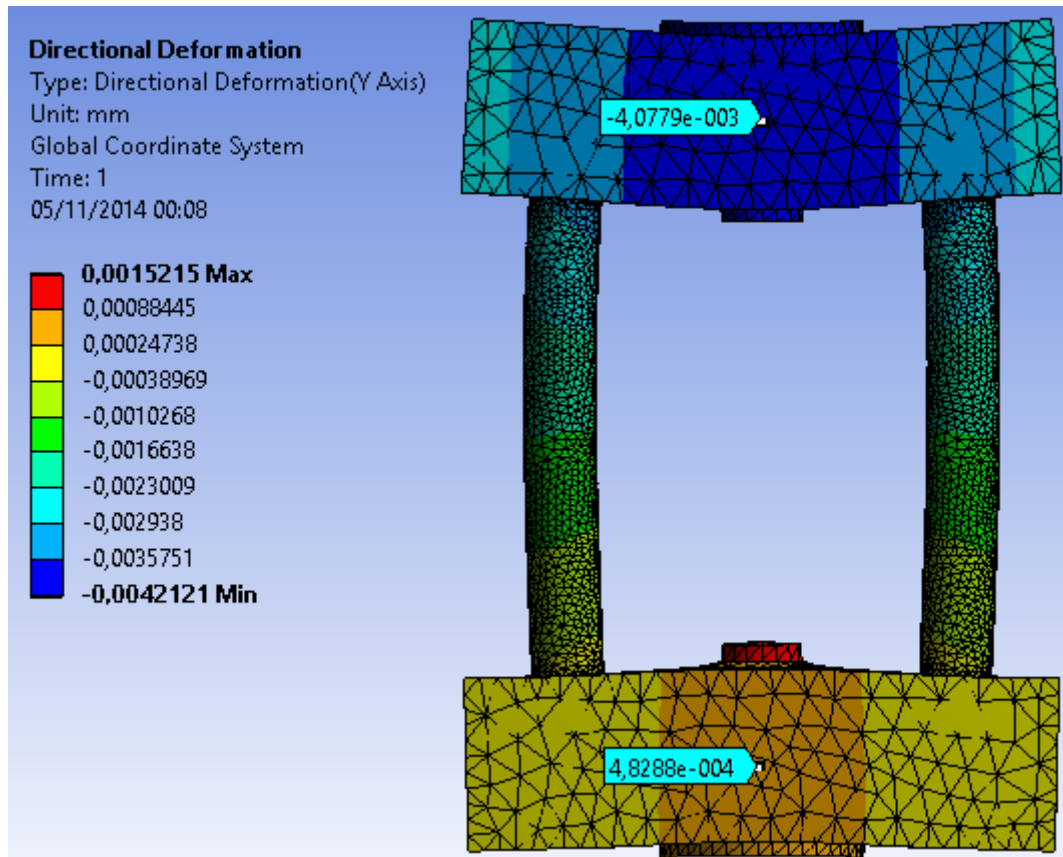 Directional Deformation
Type: Directional Deformation(Y Axis)
Unit: mm
Global Coordinate System
Time: 1
05/11/2014 00:08
0,0015215 Max
0,00088445
0,00024738
-0,00038969
-0,0010268
-0,0016638
-0,0023009
-0,002938
-0,0035751
-0,0042121 Min
-4,0779e-003
4,8288e-004